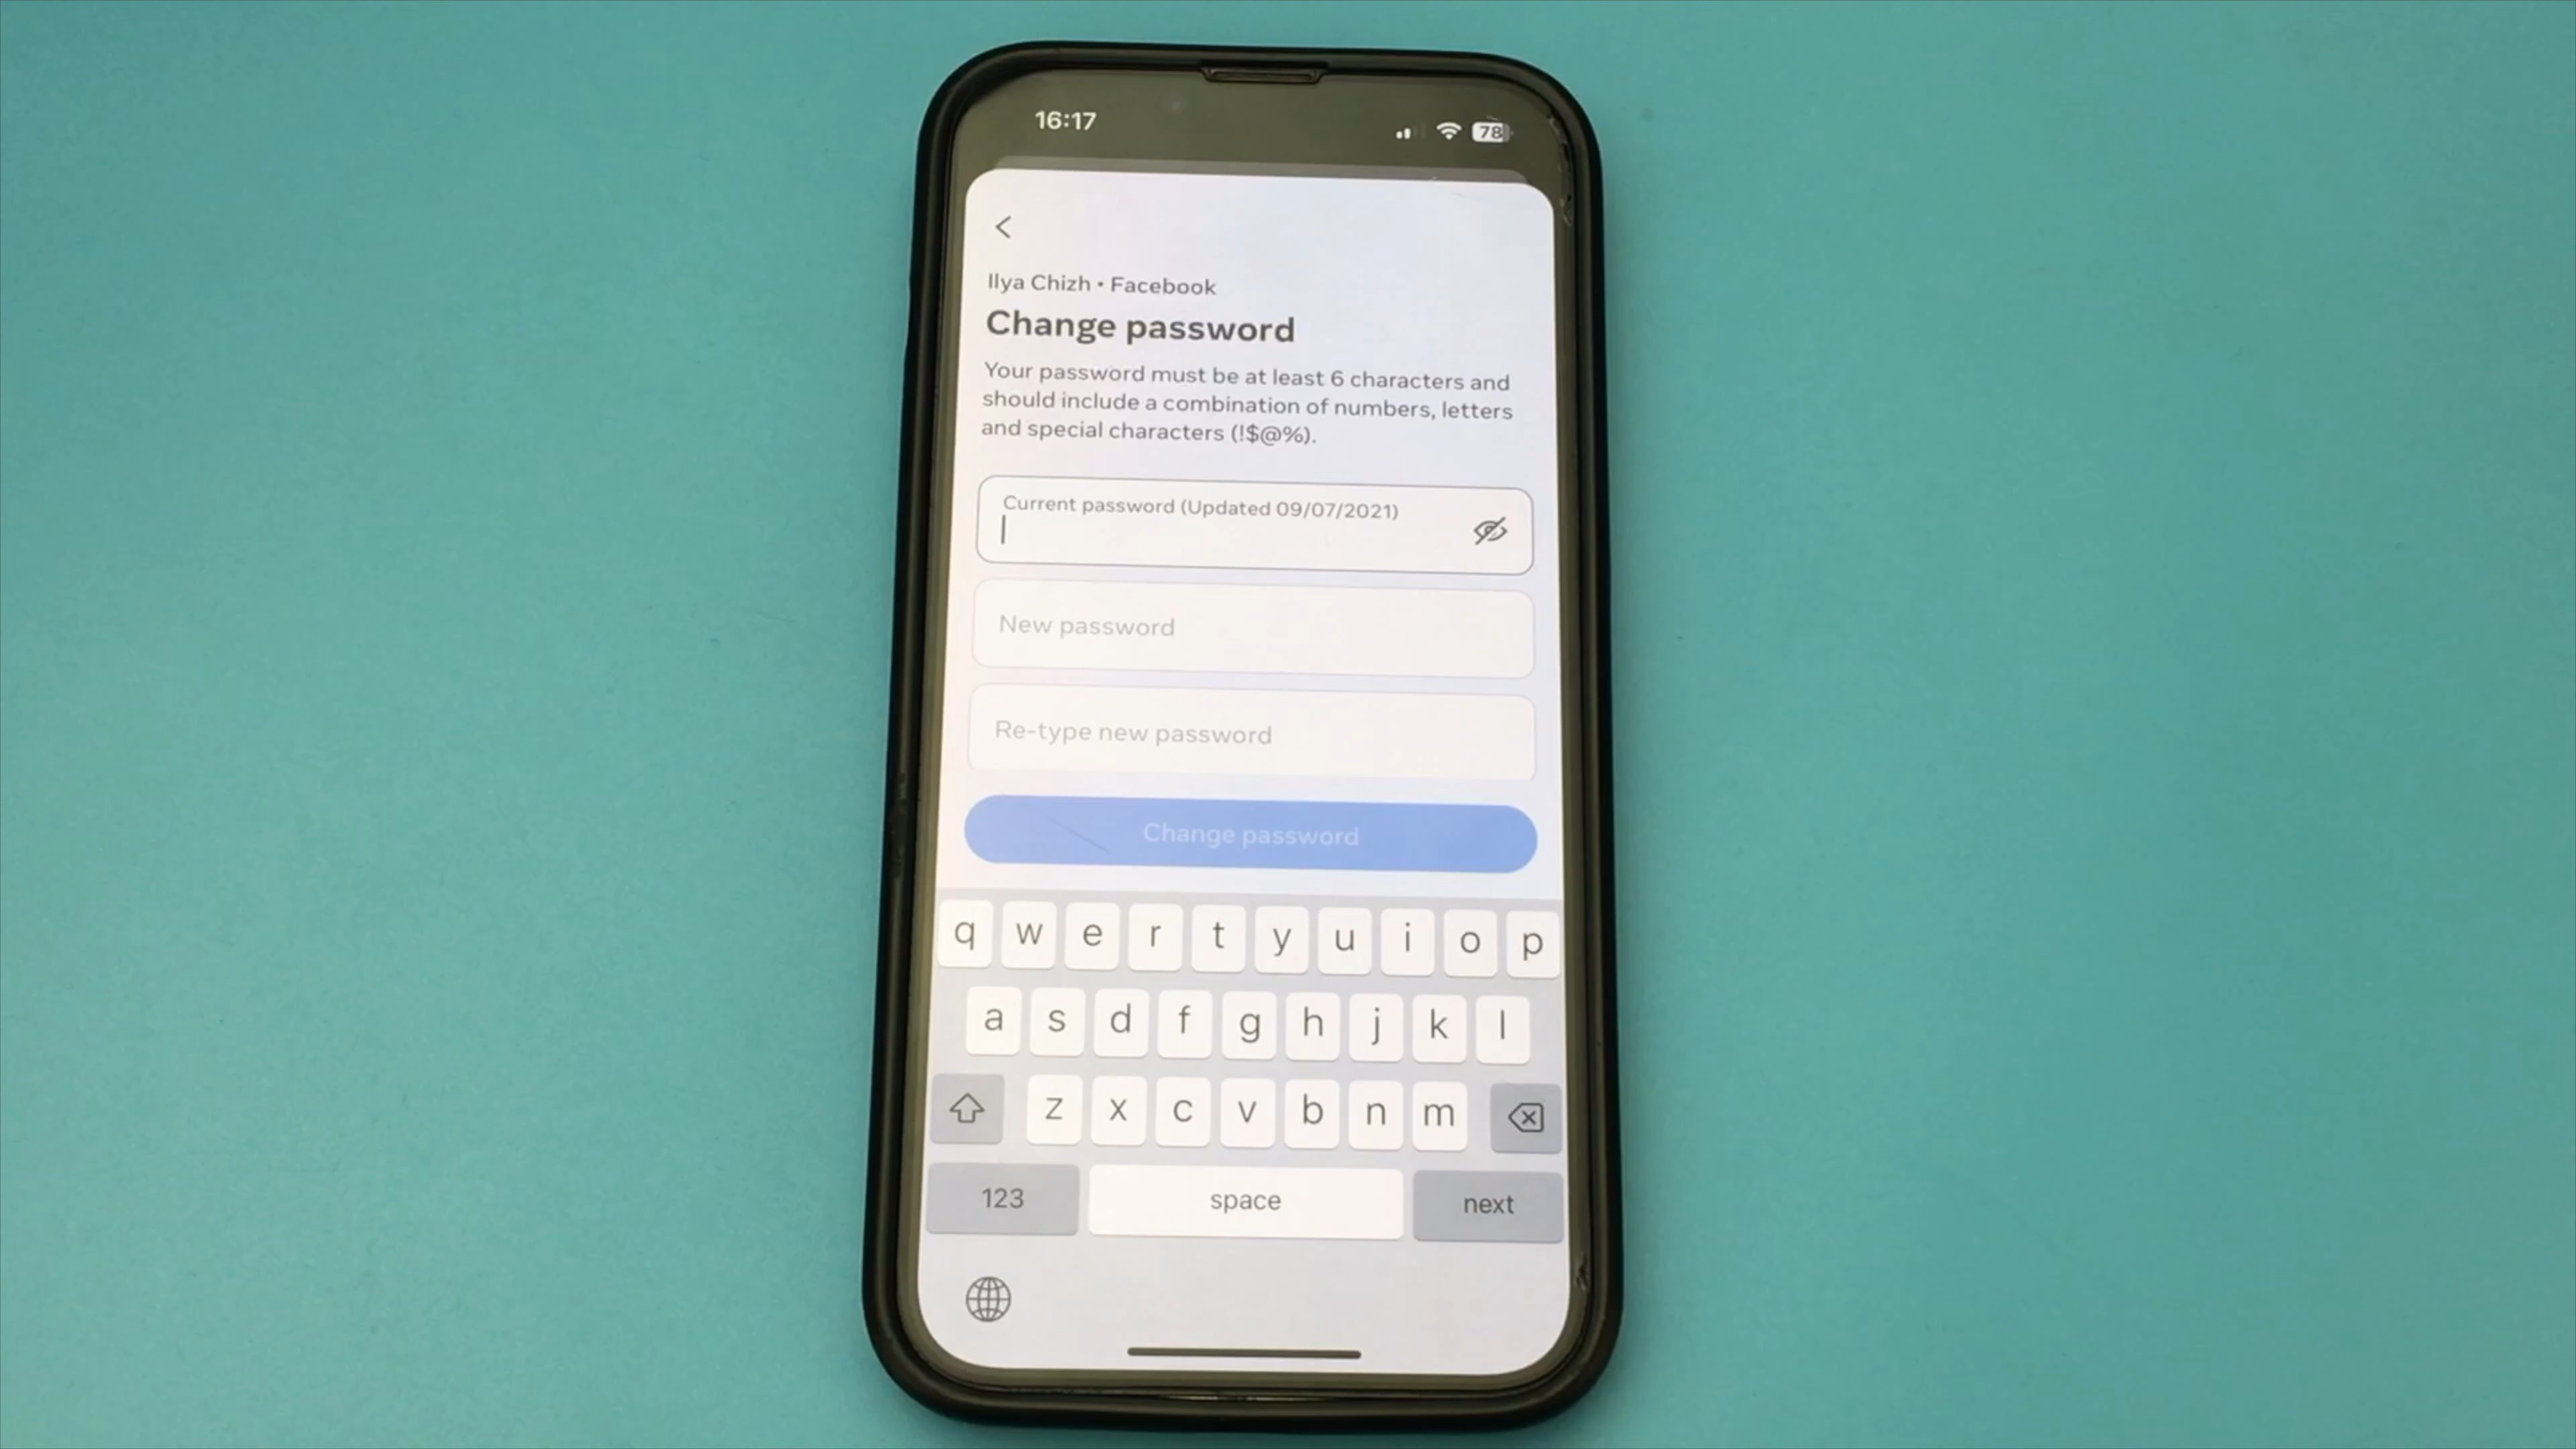 16:17
78
Ilya Chizh • Facebook
Change password
Your password must be at least 6 characters and
should include a combination of numbers, letters
and special characters (!$@%).
Current password (Updated 09/07/2021)
New password
Re-type new password
Change password
q w e r t y u i o p
a s d f g h j k l
z x c v b n m
123 space next